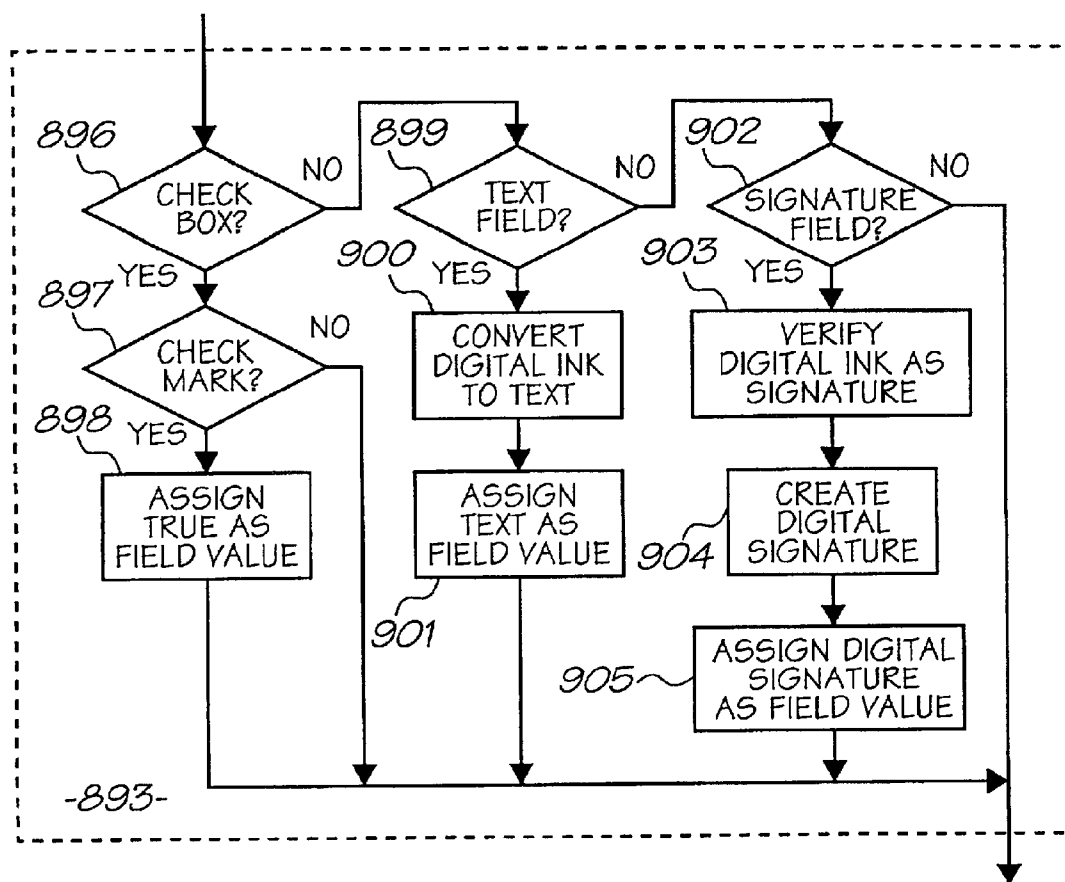 896
CHECK
BOX?
NO
YES
897
CHECK
MARK?
NO
YES
898
ASSIGN
TRUE AS
FIELD VALUE
899
TEXT
FIELD?
NO
YES
900
CONVERT
DIGITAL INK
TO TEXT
ASSIGN
TEXT AS
FIELD VALUE
901
902
SIGNATURE
FIELD?
NO
YES
903
VERIFY
DIGITAL INK AS
SIGNATURE
CREATE
DIGITAL
SIGNATURE
904
ASSIGN DIGITAL
SIGNATURE
AS FIELD VALUE
905
-893-